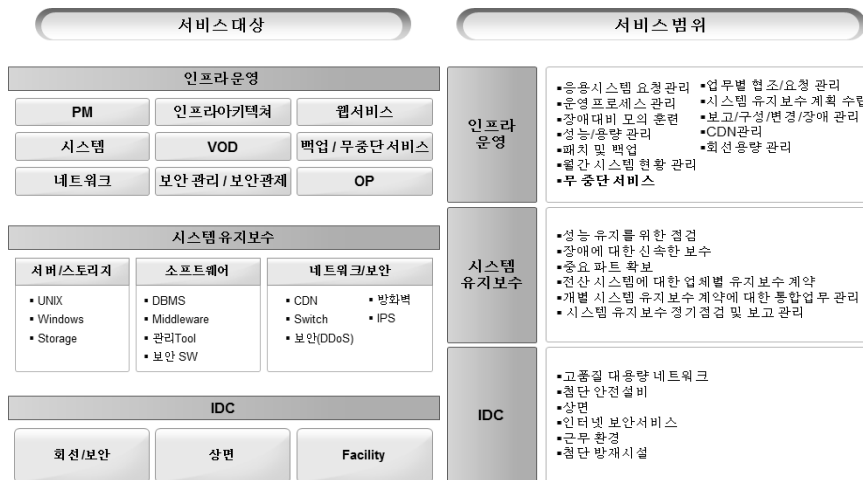 서비스대상
인프라운영
PM 인프라아키텍쳐 웹서비스
시스템 VOD 백업 / 무중단서비스
네트워크 보안 관리 / 보안관제 OP
시스템유지보수
서버/스토리지 소프트웨어 네트워크/보안
▪ UNIX ▪ DBMS ▪ CDN ▪ 방화벽
▪ Windows ▪ Middleware ▪ Switch ▪ IPS
▪ Storage ▪ 관리Tool ▪ 보안(DDoS)
▪ 보안 SW
IDC
회선/보안 상면 Facility
서비스범위
인프라
운영
▪응용시스템 요청관리 ▪업무별 협조/요청 관리
▪운영프로세스 관리 ▪시스템 유지보수 계획 수립
▪장애대비 모의 훈련 ▪보고/구성/변경/장애 관리
▪성능/용량 관리 ▪CDN관리
▪패치 및 백업 ▪회선용량 관리
▪월간 시스템 현황 관리
▪무 중단 서비스
시스템
유지보수
▪성능 유지를 위한 점검
▪장애에 대한 신속한 보수
▪중요 파트 확보
▪전산 시스템에 대한 업체별 유지보수 계약
▪개별 시스템 유지보수 계약에 대한 통합업무 관리
▪ 시스템 유지보수 정기점검 및 보고 관리
IDC
▪고품질 대용량 네트워크
▪첨단 안전설비
▪상면
▪인터넷 보안서비스
▪근무 환경
▪첨단 방재시설